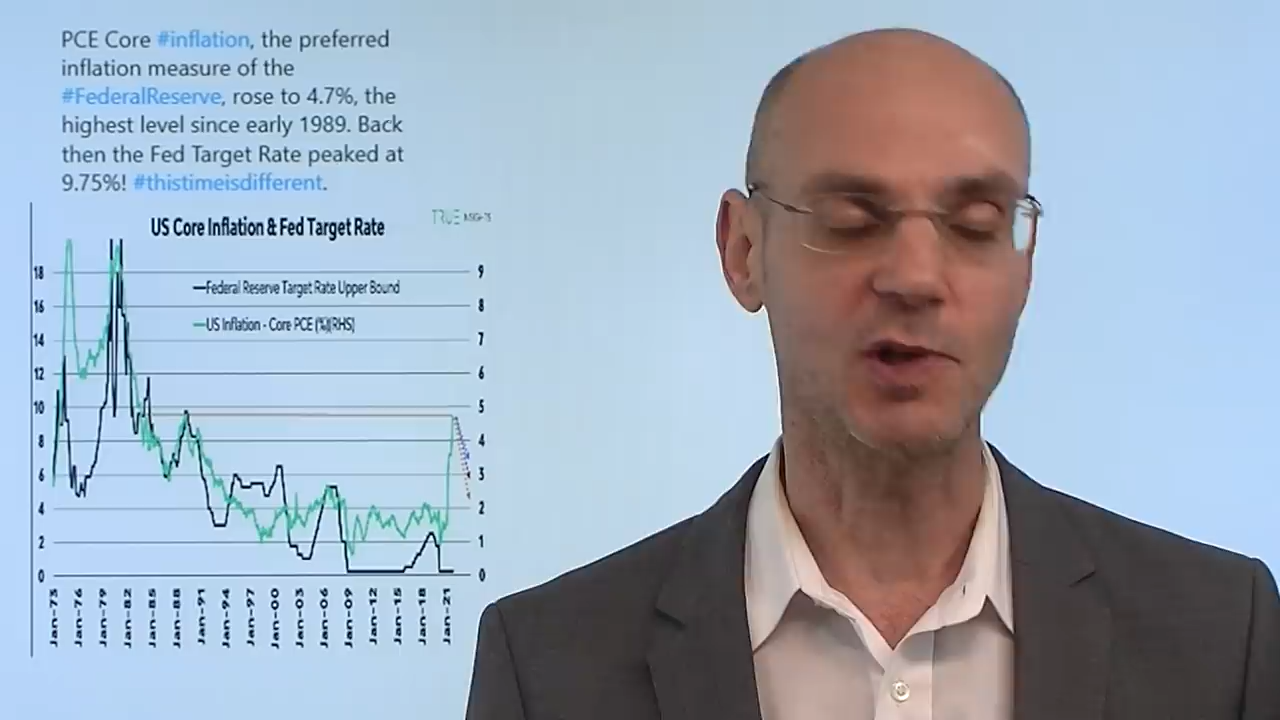 PCE Core #inflation, the preferred
inflation measure of the
#FederalReserve, rose to 4.7%, the
highest level since early 1989. Back
then the Fed Target Rate peaked at
9.75%! #thistimeisdifferent.
TRUE INSIGHTS
US Core Inflation & Fed Target Rate
Federal Reserve Target Rate Upper Bound
US Inflation - Core PCE (%)(RHS)
18 9
16 8
14 7
12 6
10 5
8 4
6 3
4 2
2 1
0 0
Jan-73 Jan-76 Jan-79 Jan-82 Jan-85 Jan-88 Jan-91 Jan-94 Jan-97 Jan-00 Jan-03 Jan-06 Jan-09 Jan-12 Jan-15 Jan-18 Jan-21